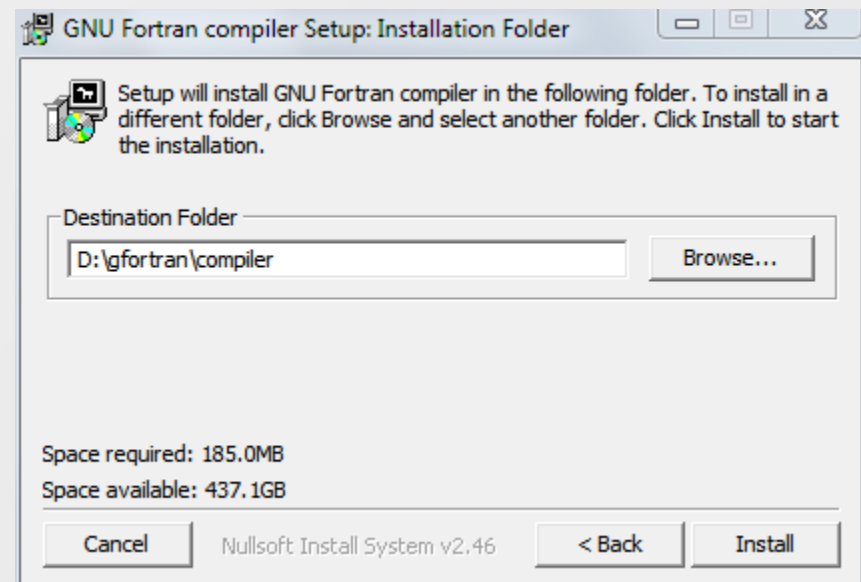 GNU Fortran compiler Setup: Installation Folder
Setup will install GNU Fortran compiler in the following folder. To install in a
different folder, click Browse and select another folder. Click Install to start
the installation.
Destination Folder
D:\gfortran\compiler
Browse...
Space required: 185.0MB
Space available: 437.1GB
Cancel
Nullsoft Install System v2.46
< Back
Install